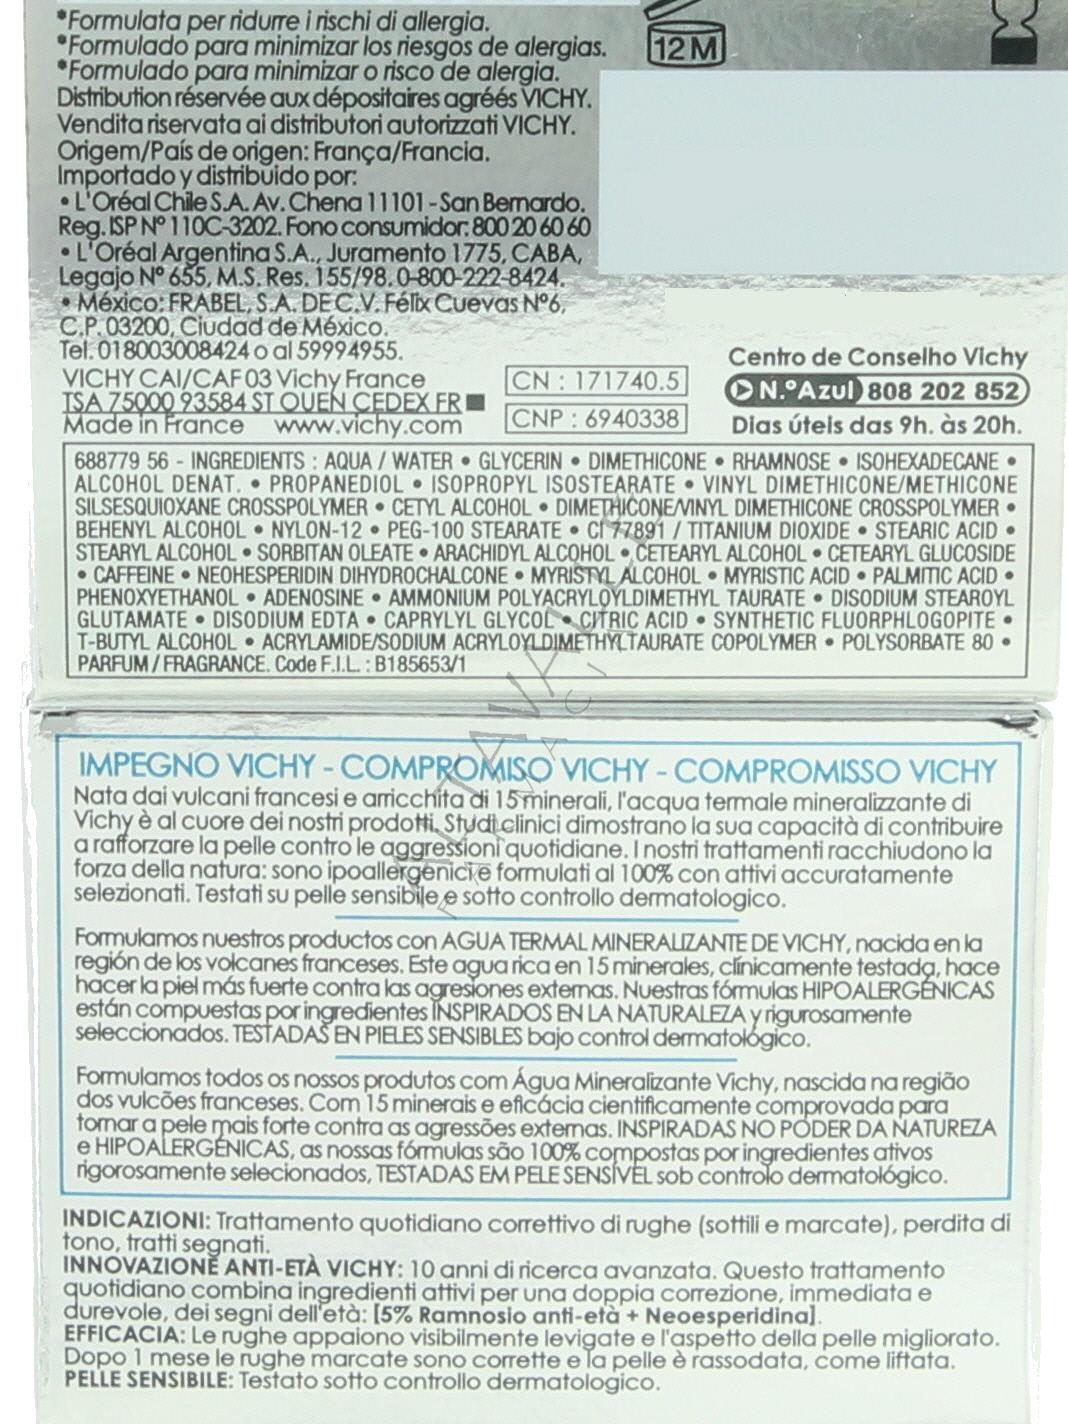 *Formulata per ridurre i rischi di allergia.
*Formulado para minimizar los riesgos de alergias.
*Formulado para minimizar o risco de alergia.
12 M
Distribution réservée aux dépositaires agréés VICHY.
Vendita riservata ai distributori autorizzati VICHY.
Origem/País de origen: França/Francia.
Importado y distribuido por:
• L'Oréal Chile S.A. Av. Chena 11101 - San Bernardo.
Reg. ISP Nº 110C-3202. Fono consumidor: 800 20 60 60
• L'Oréal Argentina S.A., Juramento 1775, CABA,
Legajo Nº 655, M.S. Res. 155/98. 0-800-222-8424.
• México: FRABEL, S.A. DE C.V. Félix Cuevas Nº6,
C.P. 03200, Ciudad de México.
Tel. 018003008424 o al 59994955.
VICHY CAI/CAF 03 Vichy France
TSA 75000 93584 ST OUEN CEDEX FR
Made in France www.vichy.com
CN : 171740.5
CNP : 6940338
Centro de Conselho Vichy
N.º Azul 808 202 852
Dias úteis das 9h. às 20h.
688779 56 - INGREDIENTS : AQUA / WATER • GLYCERIN • DIMETHICONE • RHAMNOSE • ISOHEXADECANE •
ALCOHOL DENAT. • PROPANEDIOL • ISOPROPYL ISOSTEARATE • VINYL DIMETHICONE/METHICONE
SILSESQUIOXANE CROSSPOLYMER • CETYL ALCOHOL • DIMETHICONE/VINYL DIMETHICONE CROSSPOLYMER •
BEHENYL ALCOHOL • NYLON-12 • PEG-100 STEARATE • CI 77891 / TITANIUM DIOXIDE • STEARIC ACID •
STEARYL ALCOHOL • SORBITAN OLEATE • ARACHIDYL ALCOHOL • CETEARYL ALCOHOL • CETEARYL GLUCOSIDE
• CAFFEINE • NEOHESPERIDIN DIHYDROCHALCONE • MYRISTYL ALCOHOL • MYRISTIC ACID • PALMITIC ACID •
PHENOXYETHANOL • ADENOSINE • AMMONIUM POLYACRYLOYLDIMETHYL TAURATE • DISODIUM STEAROYL
GLUTAMATE • DISODIUM EDTA • CAPRYLYL GLYCOL • CITRIC ACID • SYNTHETIC FLUORPHLOGOPITE •
T-BUTYL ALCOHOL • ACRYLAMIDE/SODIUM ACRYLOYLDIMETHYLTAURATE COPOLYMER • POLYSORBATE 80 •
PARFUM / FRAGRANCE. Code F.I.L. : B185653/1
IMPEGNO VICHY - COMPROMISO VICHY - COMPROMISSO VICHY
Nata dai vulcani francesi e arricchita di 15 minerali, l'acqua termale mineralizzante di
Vichy è al cuore dei nostri prodotti. Studi clinici dimostrano la sua capacità di contribuire
a rafforzare la pelle contro le aggressioni quotidiane. I nostri trattamenti racchiudono la
forza della natura: sono ipoallergenici e formulati al 100% con attivi accuratamente
selezionati. Testati su pelle sensibile e sotto controllo dermatologico.
Formulamos nuestros productos con AGUA TERMAL MINERALIZANTE DE VICHY, nacida en la
región de los volcanes franceses. Este agua rica en 15 minerales, clínicamente testada, hace
hacer la piel más fuerte contra las agresiones externas. Nuestras fórmulas HIPOALERGÉNICAS
están compuestas por ingredientes INSPIRADOS EN LA NATURALEZA y rigurosamente
seleccionados. TESTADAS EN PIELES SENSIBLES bajo control dermatológico.
Formulamos todos os nossos produtos com Água Mineralizante Vichy, nascida na região
dos vulcões franceses. Com 15 minerais e eficácia cientificamente comprovada para
tornar a pele mais forte contra as agressões externas. INSPIRADAS NO PODER DA NATUREZA
e HIPOALERGÉNICAS, as nossas fórmulas são 100% compostas por ingredientes ativos
rigorosamente selecionados, TESTADAS EM PELE SENSÍVEL sob controlo dermatológico.
INDICAZIONI: Trattamento quotidiano correttivo di rughe (sottili e marcate), perdita di
tono, tratti segnati.
INNOVAZIONE ANTI-ETÀ VICHY: 10 anni di ricerca avanzata. Questo trattamento
quotidiano combina ingredienti attivi per una doppia correzione, immediata e
durevole, dei segni dell'età: [5% Ramnosio anti-età + Neoesperidina].
EFFICACIA: Le rughe appaiono visibilmente levigate e l'aspetto della pelle migliorato.
Dopo 1 mese le rughe marcate sono corrette e la pelle è rassodata, come liftata.
PELLE SENSIBILE: Testato sotto controllo dermatologico.